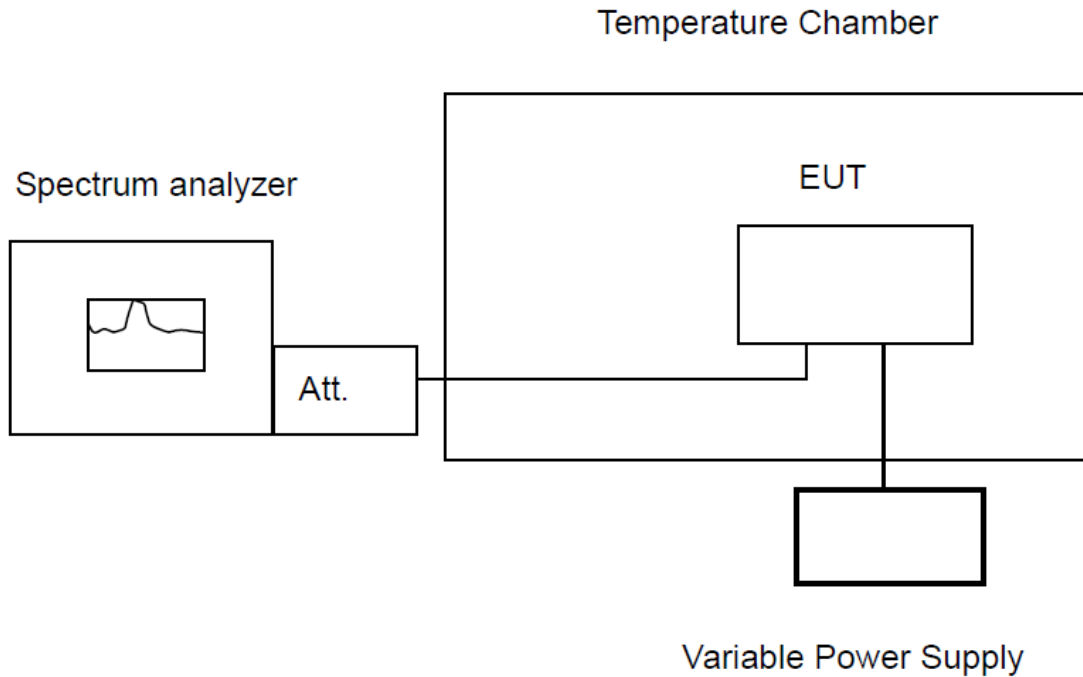 Temperature Chamber
Spectrum analyzer
EUT
Att.
Variable Power Supply